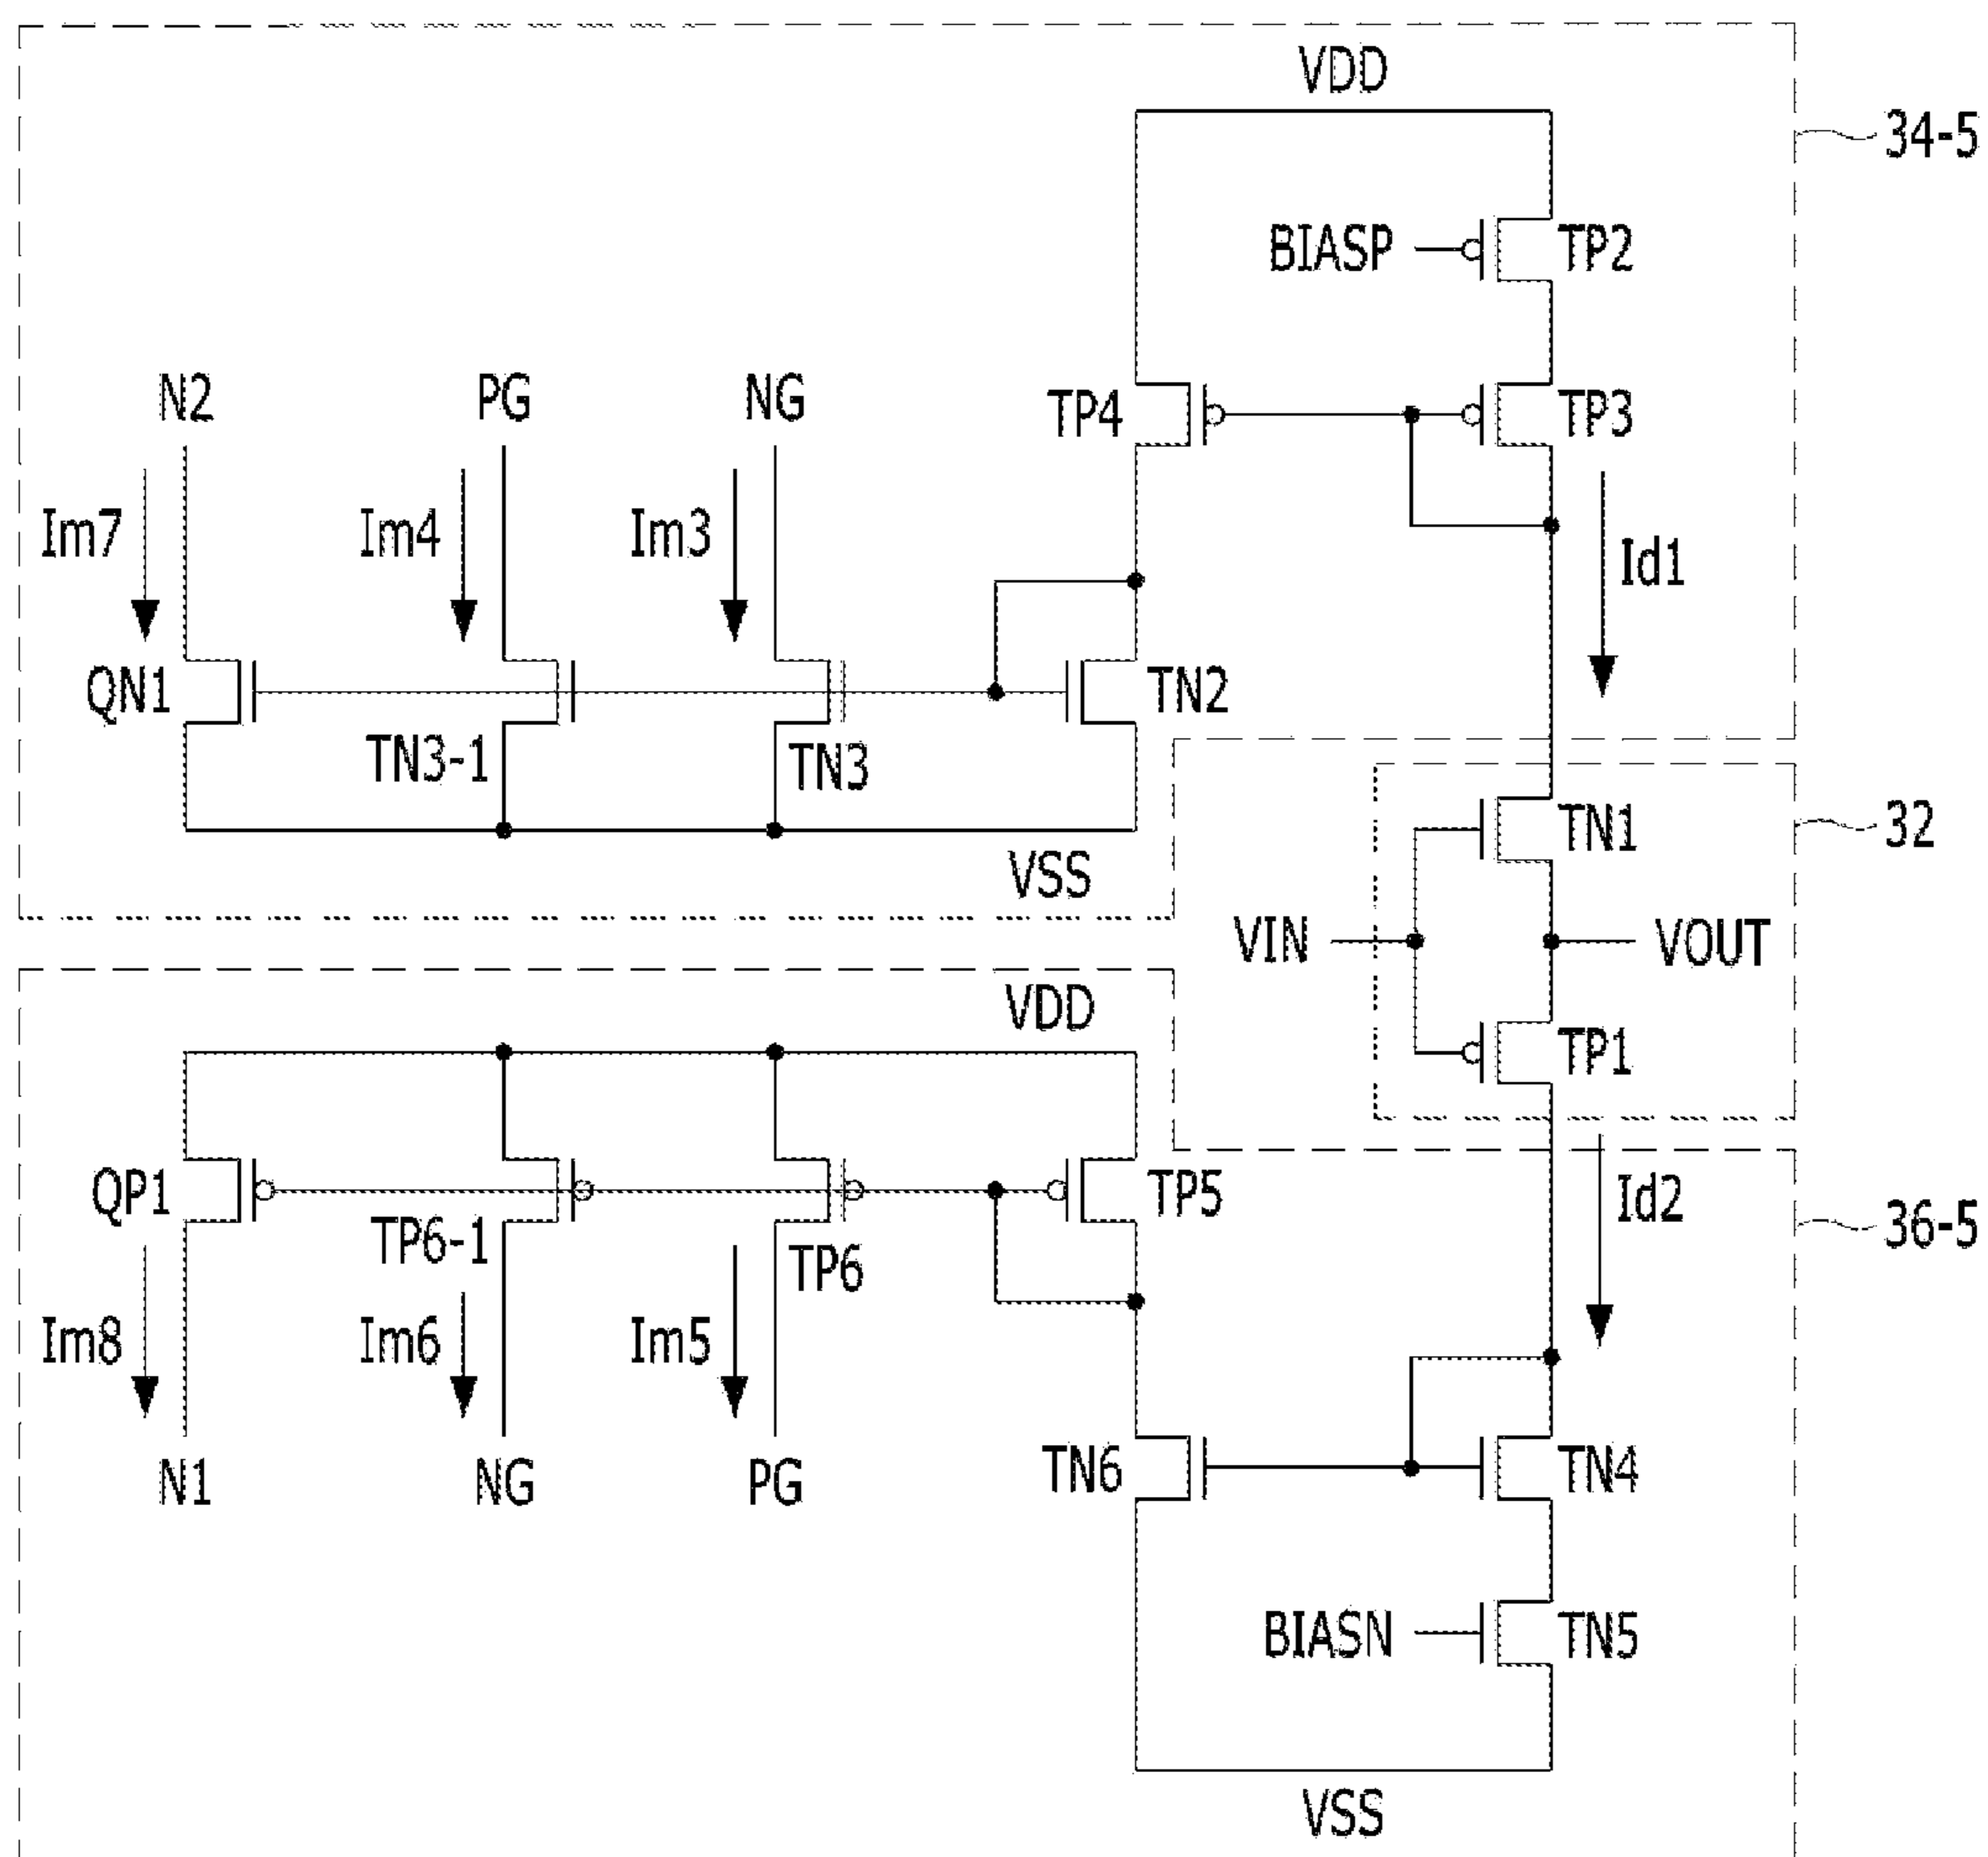 VDD
34-5
BIASP
TP2
N2
PG
NG
TP4
TP3
Im7
Im4
Im3
Id1
QN1
TN3-1
TN3
TN2
TN1
32
VSS
VIN
VOUT
VDD
TP1
QP1
TP6-1
TP6
TP5
Id2
36-5
Im8
Im6
Im5
N1
NG
PG
TN6
TN4
BIASN
TN5
VSS